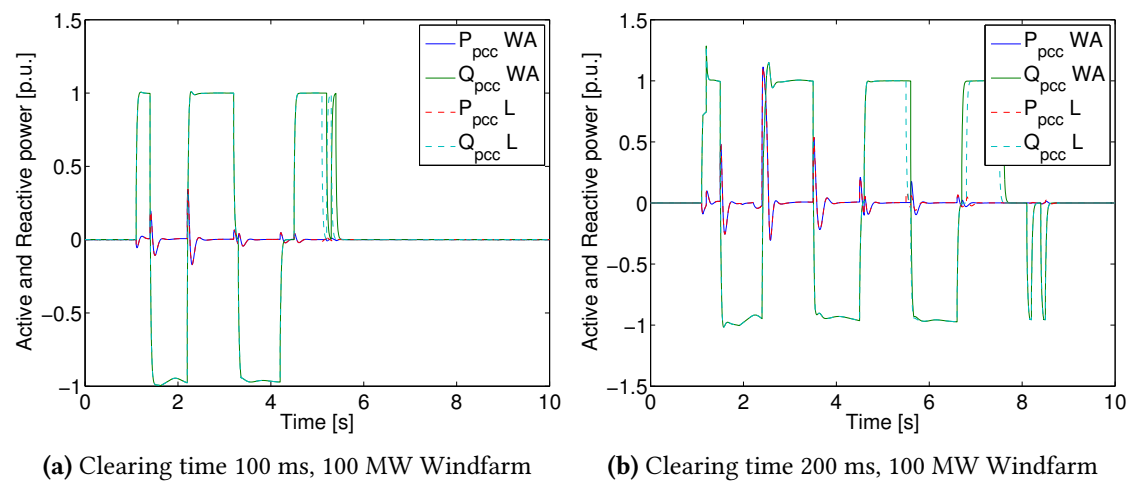 1.5
1
0.5
0
−0.5
−1
0 2 4 6 8 10
Time [s]
Active and Reactive power [p.u.]
P_pcc WA
Q_pcc WA
P_pcc L
Q_pcc L
(a) Clearing time 100 ms, 100 MW Windfarm
1.5
1
0.5
0
−0.5
−1
−1.5
0 2 4 6 8 10
Time [s]
Active and Reactive power [p.u.]
P_pcc WA
Q_pcc WA
P_pcc L
Q_pcc L
(b) Clearing time 200 ms, 100 MW Windfarm